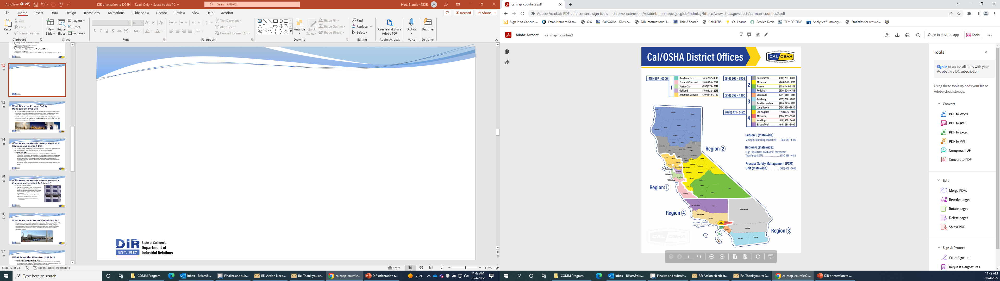 AutoSave Off
DIR orientation to DOSH - Read-Only • Saved to this PC
Search (Alt+Q)
Hart, Brandon@DIR
File Home Insert Draw Design Transitions Animations Slide Show Record Review View Help Acrobat
Record Share
Paste
Cut
Copy
Format Painter
Clipboard
New Slide
Reuse Slides
Layout
Reset
Section
Slides
18
Font
Text Direction
Align Text
Convert to SmartArt
Paragraph
Arrange
Quick Styles
Shape Fill
Shape Outline
Shape Effects
Drawing
Find
Replace
Select
Editing
Create and Share Adobe PDF
Adobe Acrobat
Dictate
Voice
Designer
Designer
12
13
What Does the Process Safety
Management Unit Do?
14
What Does the Health, Safety, Medical &
Communications Unit Do?
15
What Does the Health, Safety, Medical &
Communications Unit Do? (cont.)
16
What Does the Pressure Vessel Unit Do?
17
What Does the Elevator Unit Do?
DIR
EST. 1927
State of California
Department of
Industrial Relations
Slide 12 of 28
Accessibility: Investigate
Notes
114%
Type here to search
COMM Program
Inbox - BHart@...
Finalize and sub...
RE: Action Need...
Re: Thank you re...
ca_map_countie...
DIR orientation t...
76°F
11:42 AM
10/4/2022
ca_map_counties2.pdf
Adobe Acrobat: PDF edit, convert, sign tools
chrome-extension://efaidnbmnnnibpcajpcglclefindmkaj/https://www.dir.ca.gov/dosh/ca_map_counties2.pdf
Sign in to Concur |...
Establishment Sear...
OIS
Cal/OSHA - Divisio...
DIR Informational I...
Title 8 Search
CalATERS
Cal Learns
Service Desk
TEMPO TIME
Analytics Summary...
Statistics for www.d...
Adobe Acrobat
ca_map_counties2
Open in desktop app
Tools
Cal/OSHA District Offices
STATE OF CALIFORNIA
CAL OSHA
DEPARTMENT OF INDUSTRIAL RELATIONS
(415) 557 - 0300
1
San Francisco (415) 557 - 0100
Fremont/San Jose (510) 794 - 2521
Foster City (650) 573 - 3812
Oakland (510) 622 - 2916
American Canyon (707) 649 - 3700
(916) 263 - 2803
2
Sacramento (916) 263 - 2800
Modesto (209) 545 - 7310
Fresno (559) 445 - 5302
Redding (530) 224 - 4743
(714) 558 - 4300
3
Santa Ana (714) 558 - 4451
San Diego (619) 767 - 2280
San Bernardino (909) 383 - 4321
Long Beach (424) 450 - 2630
(626) 471 - 9122
4
Los Angeles (213) 576 - 7451
Monrovia (626) 239 - 0369
Van Nuys (818) 901 - 5403
Bakersfield (661) 588 - 6400
Region 5 (statewide):
Mining & Tunneling (M&T) Unit .... (818) 901 - 5420
Region 6 (statewide):
High Hazard Unit and Labor Enforcement
Task Force (LETF) ................. (714) 558 - 4415
Process Safety Management (PSM)
Unit (statewide): ........... (925) 602 - 2665
Region 2
Region 1
Region 4
Region 3
CAL OSHA
1 / 1
Tools
Sign in to access all tools with your
Acrobat Pro DC subscription
Using these tools uploads your file to
Adobe cloud storage.
Convert
PDF to Word
PDF to JPG
PDF to Excel
PDF to PPT
Compress PDF
Convert to PDF
Edit
Merge PDFs
Reorder pages
Rotate pages
Delete pages
Split a PDF
Sign & Protect
Fill & Sign
Request e-signatures
COMM Program
Inbox - BHart@dir....
Finalize and submit...
RE: Action Needed:...
Re: Thank you re: 9...
ca_map_counties2....
DIR orientation to ...
11:42 AM
10/4/2022